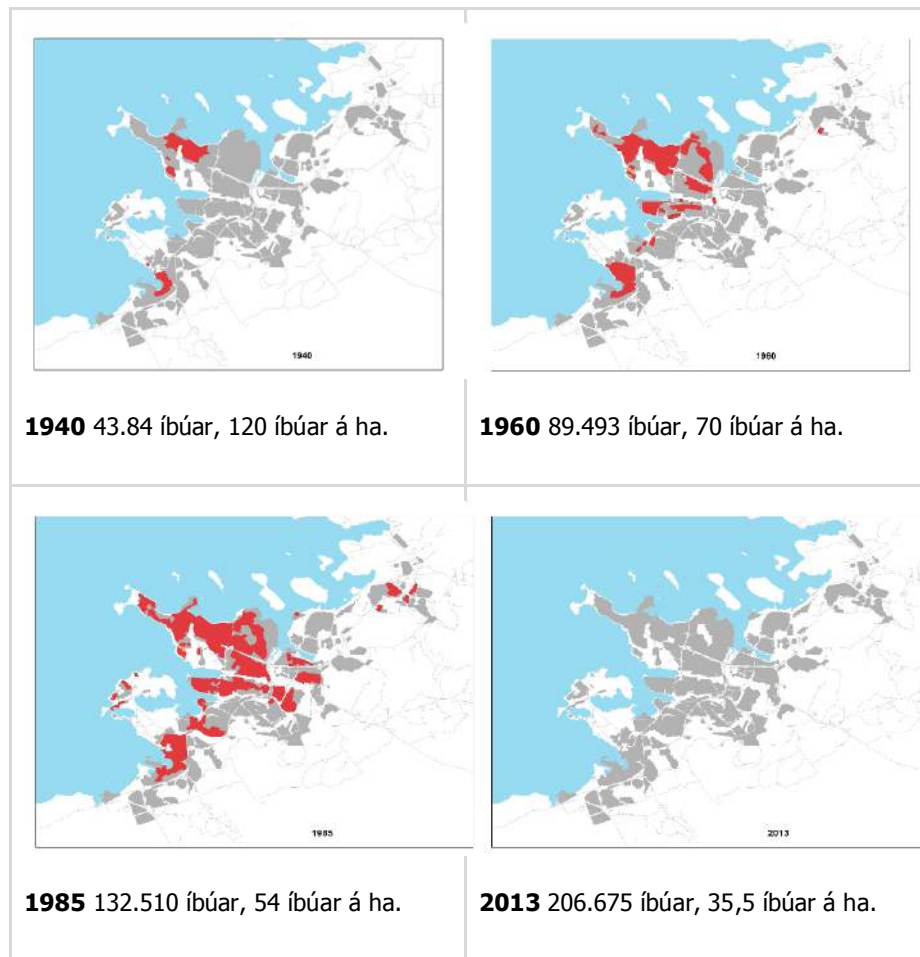 1940
1960
1940 43.84 íbúar, 120 íbúar á ha.
1960 89.493 íbúar, 70 íbúar á ha.
1985
2013
1985 132.510 íbúar, 54 íbúar á ha.
2013 206.675 íbúar, 35,5 íbúar á ha.